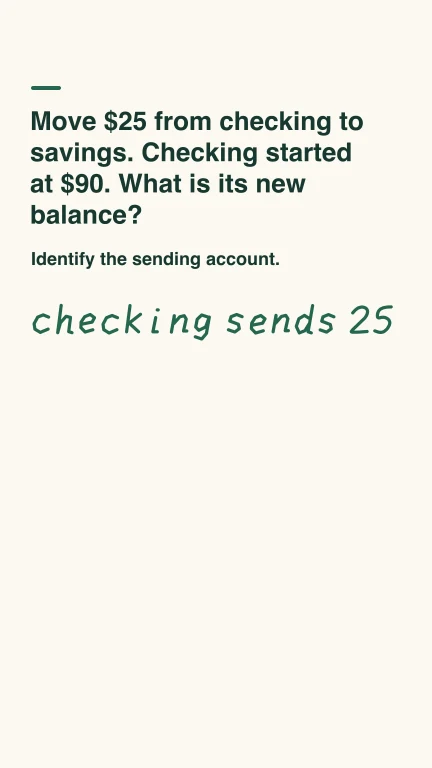 Move $25 from checking to
savings. Checking started
at $90. What is its new
balance?
Identify the sending account.
checking sends 25